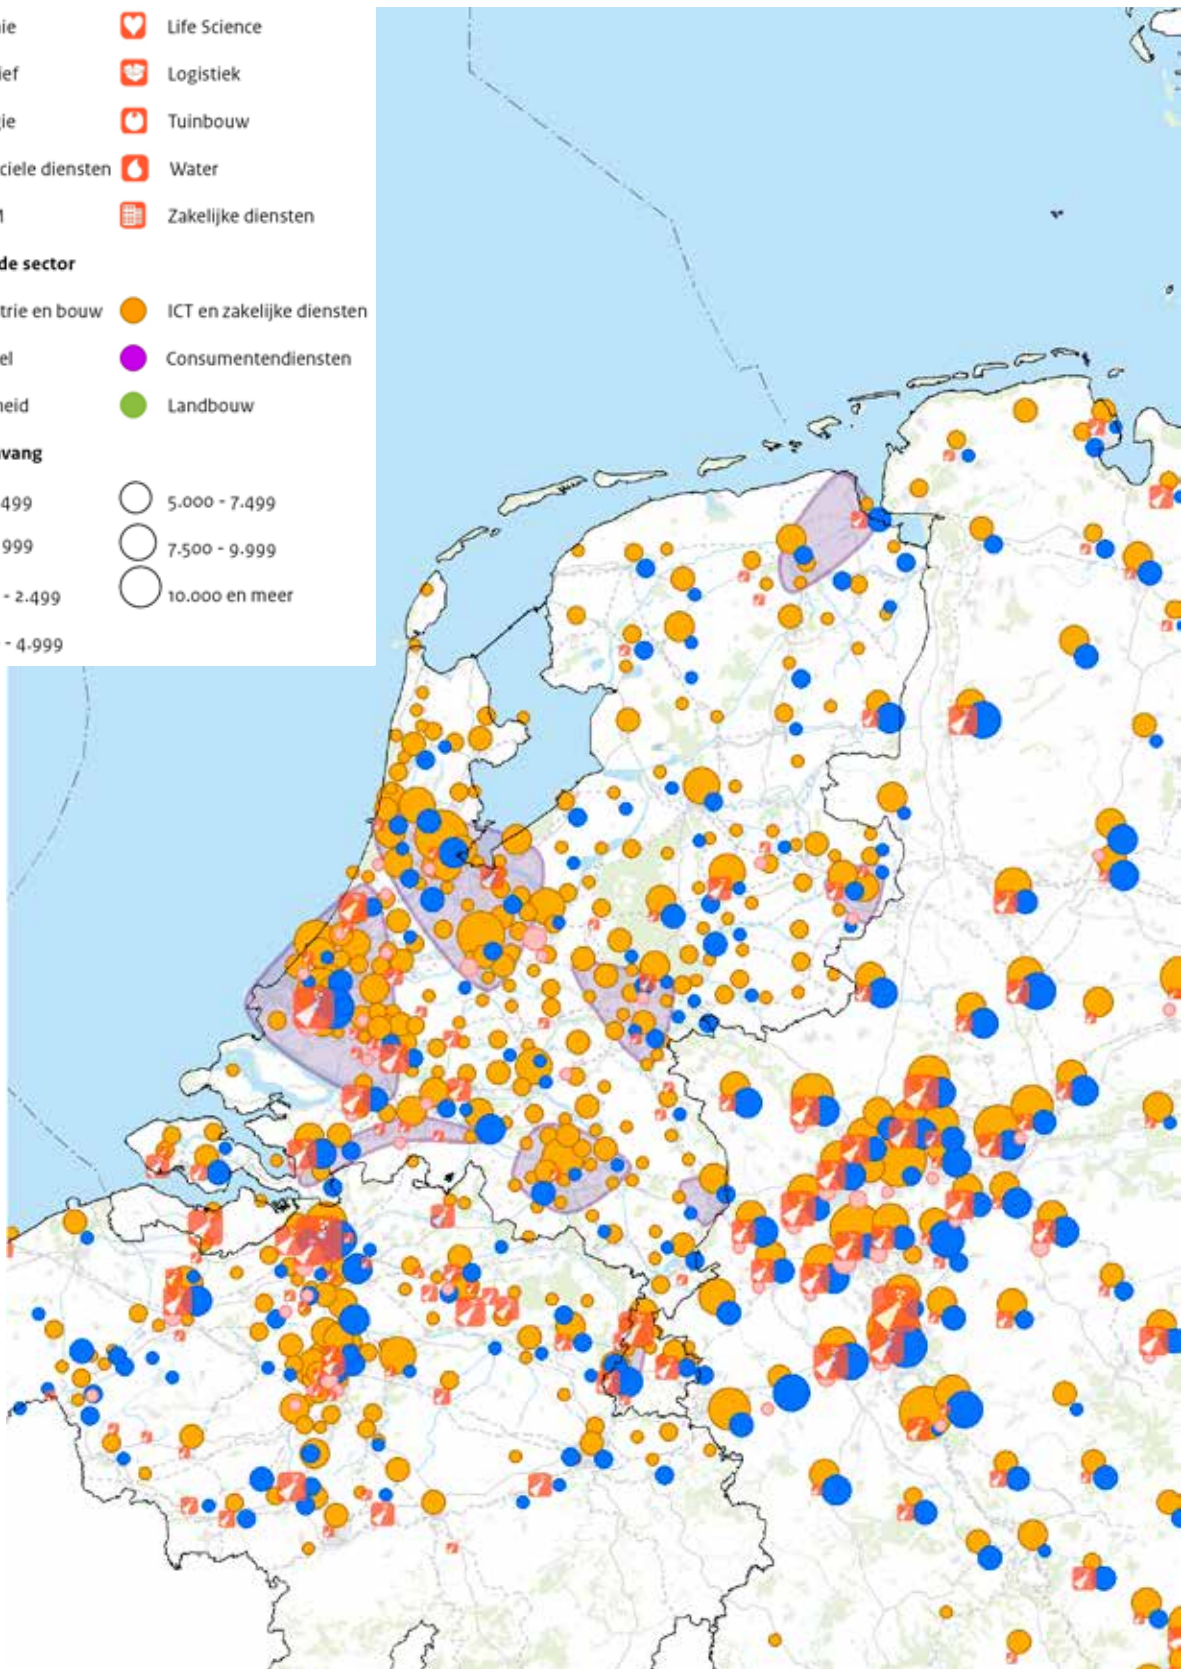 ie
Life Science
ief
Logistiek
gie
Tuinbouw
ciele diensten
Water
M
Zakelijke diensten
de sector
trie en bouw
ICT en zakelijke diensten
el
Consumentendiensten
heid
Landbouw
vang
499
5.000 - 7.499
999
7.500 - 9.999
- 2.499
10.000 en meer
- 4.999